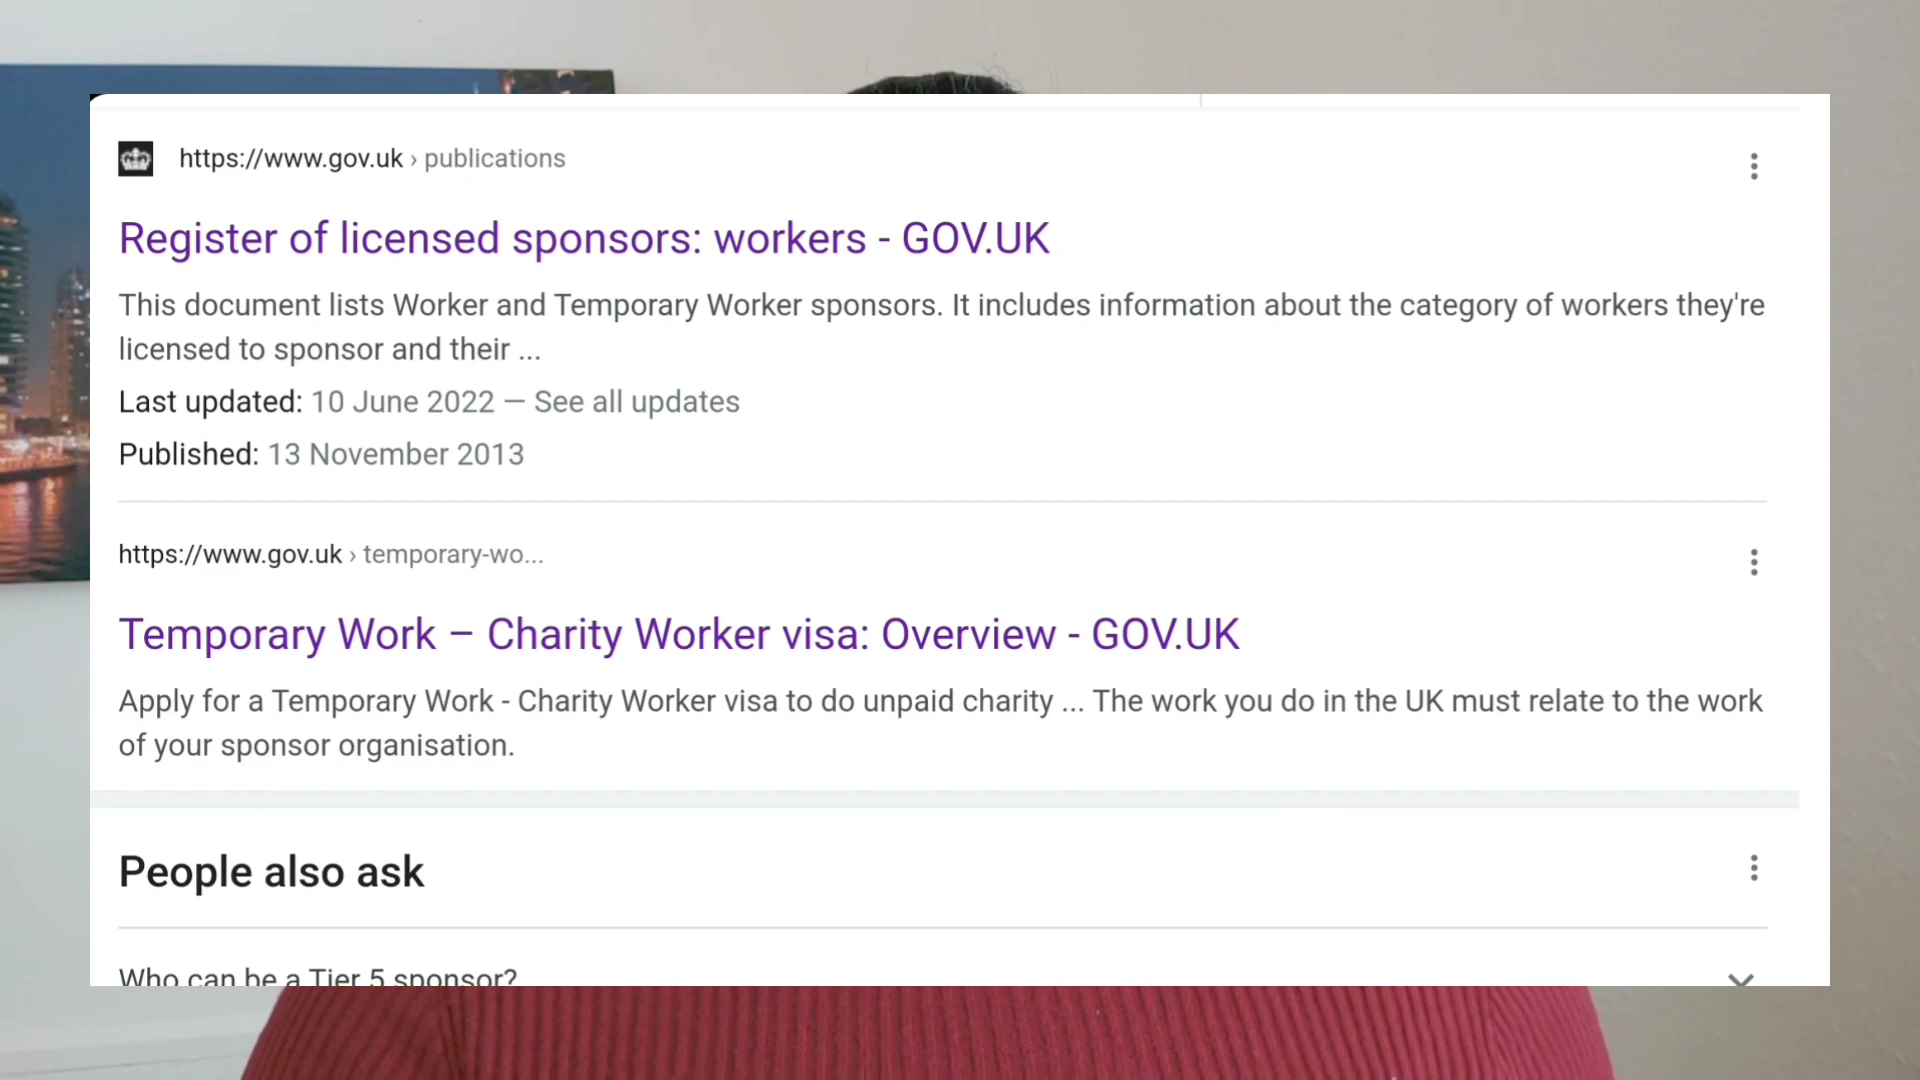 https://www.gov.uk › publications
Register of licensed sponsors: workers - GOV.UK
This document lists Worker and Temporary Worker sponsors. It includes information about the category of workers they're
licensed to sponsor and their ...
Last updated: 10 June 2022 — See all updates
Published: 13 November 2013
https://www.gov.uk › temporary-wo...
Temporary Work – Charity Worker visa: Overview - GOV.UK
Apply for a Temporary Work - Charity Worker visa to do unpaid charity ... The work you do in the UK must relate to the work
of your sponsor organisation.
People also ask
Who can be a Tier 5 sponsor?